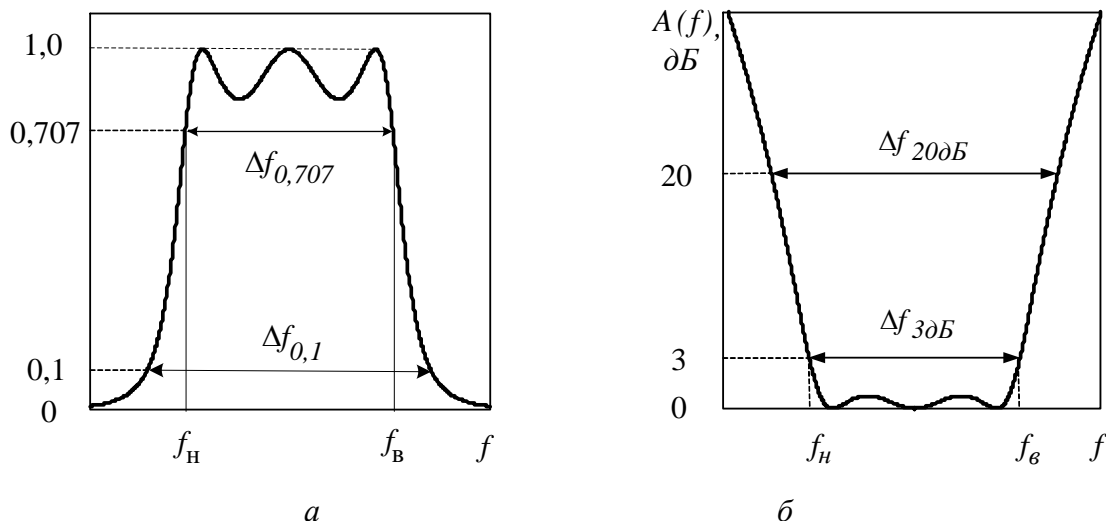 1,0
0,707
Δf0,707
Δf0,1
0,1
0
fн
fв
f
а
A(f),
дБ
20
Δf20дБ
Δf3дБ
3
0
fн
fв
f
б